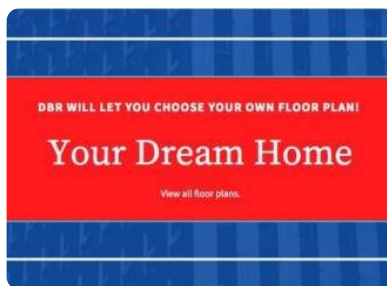 DBR WILL LET YOU CHOOSE YOUR OWN FLOOR PLAN!
Your Dream Home
View all floor plans.